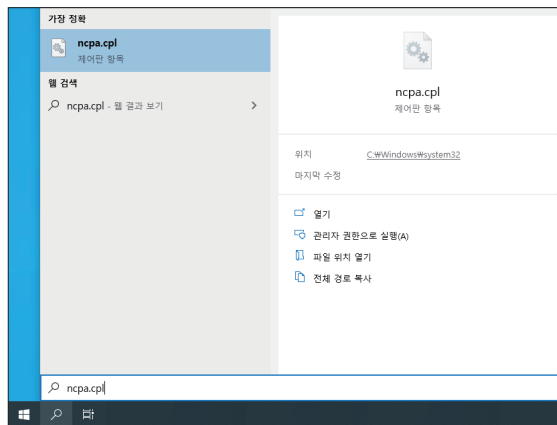 가장 정확
ncpa.cpl
제어판 항목
웹 검색
ncpa.cpl - 웹 결과 보기
ncpa.cpl
제어판 항목
위치 C:₩Windows₩system32
마지막 수정
열기
관리자 권한으로 실행(A)
파일 위치 열기
전체 경로 복사
ncpa.cpl